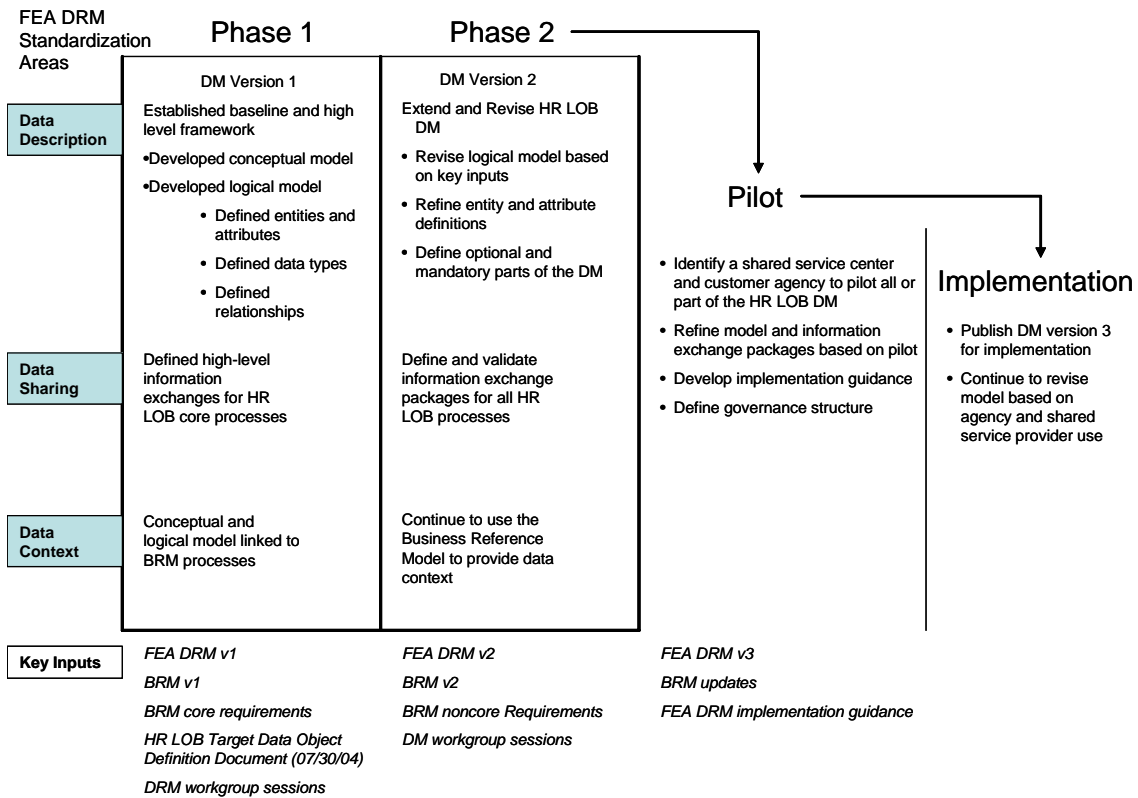 FEA DRM
Standardization
Areas
Phase 1
Phase 2
DM Version 1
DM Version 2
Data
Description
Established baseline and high
level framework
•Developed conceptual model
•Developed logical model
• Defined entities and
attributes
• Defined data types
• Defined
relationships
Extend and Revise HR LOB
DM
• Revise logical model based
on key inputs
• Refine entity and attribute
definitions
• Define optional and
mandatory parts of the DM
Pilot
• Identify a shared service center
and customer agency to pilot all or
part of the HR LOB DM
• Refine model and information
exchange packages based on pilot
• Develop implementation guidance
• Define governance structure
Implementation
• Publish DM version 3
for implementation
• Continue to revise
model based on
agency and shared
service provider use
Data
Sharing
Defined high-level
information
exchanges for HR
LOB core processes
Define and validate
information exchange
packages for all HR
LOB processes
Data
Context
Conceptual and
logical model linked to
BRM processes
Continue to use the
Business Reference
Model to provide data
context
Key Inputs
FEA DRM v1
BRM v1
BRM core requirements
HR LOB Target Data Object
Definition Document (07/30/04)
DRM workgroup sessions
FEA DRM v2
BRM v2
BRM noncore Requirements
DM workgroup sessions
FEA DRM v3
BRM updates
FEA DRM implementation guidance